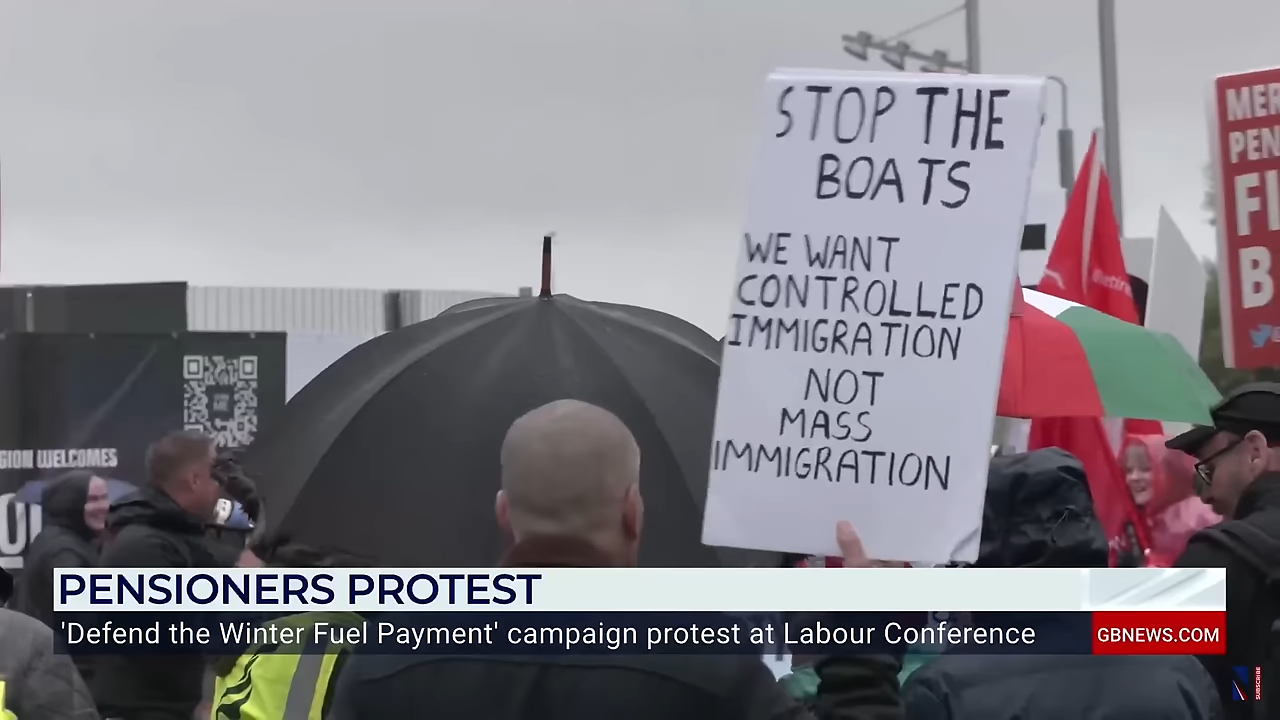 STOP THE
BOATS
WE WANT
CONTROLLED
IMMIGRATION
NOT
MASS
IMMIGRATION
WELCOMES
PENSIONERS PROTEST
'Defend the Winter Fuel Payment' campaign protest at Labour Conference
GBNEWS.COM
SUBSCRIBE